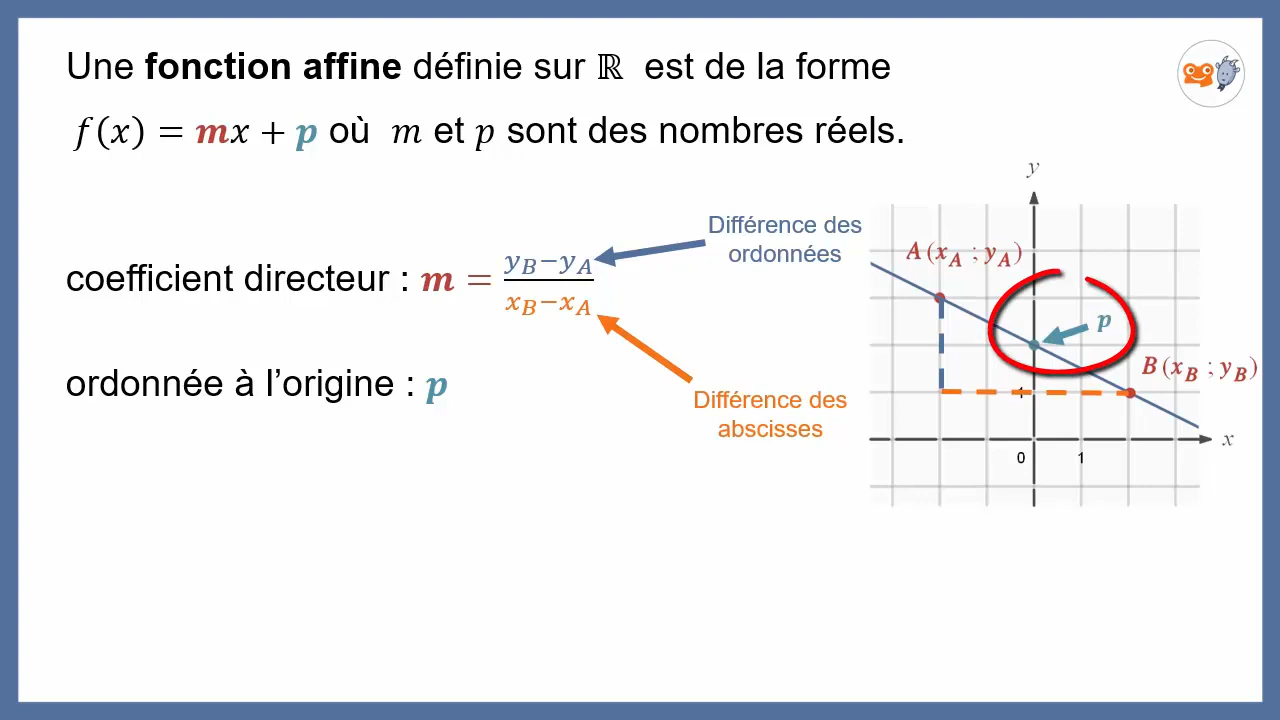 Une fonction affine définie sur ℝ est de la forme
f(x) = mx + p où m et p sont des nombres réels.
y
Différence des
ordonnées
A(x_A ; y_A)
coefficient directeur : m = (y_B−y_A)/(x_B−x_A)
p
B(x_B ; y_B)
ordonnée à l’origine : p
Différence des
abscisses
1
x
0 1